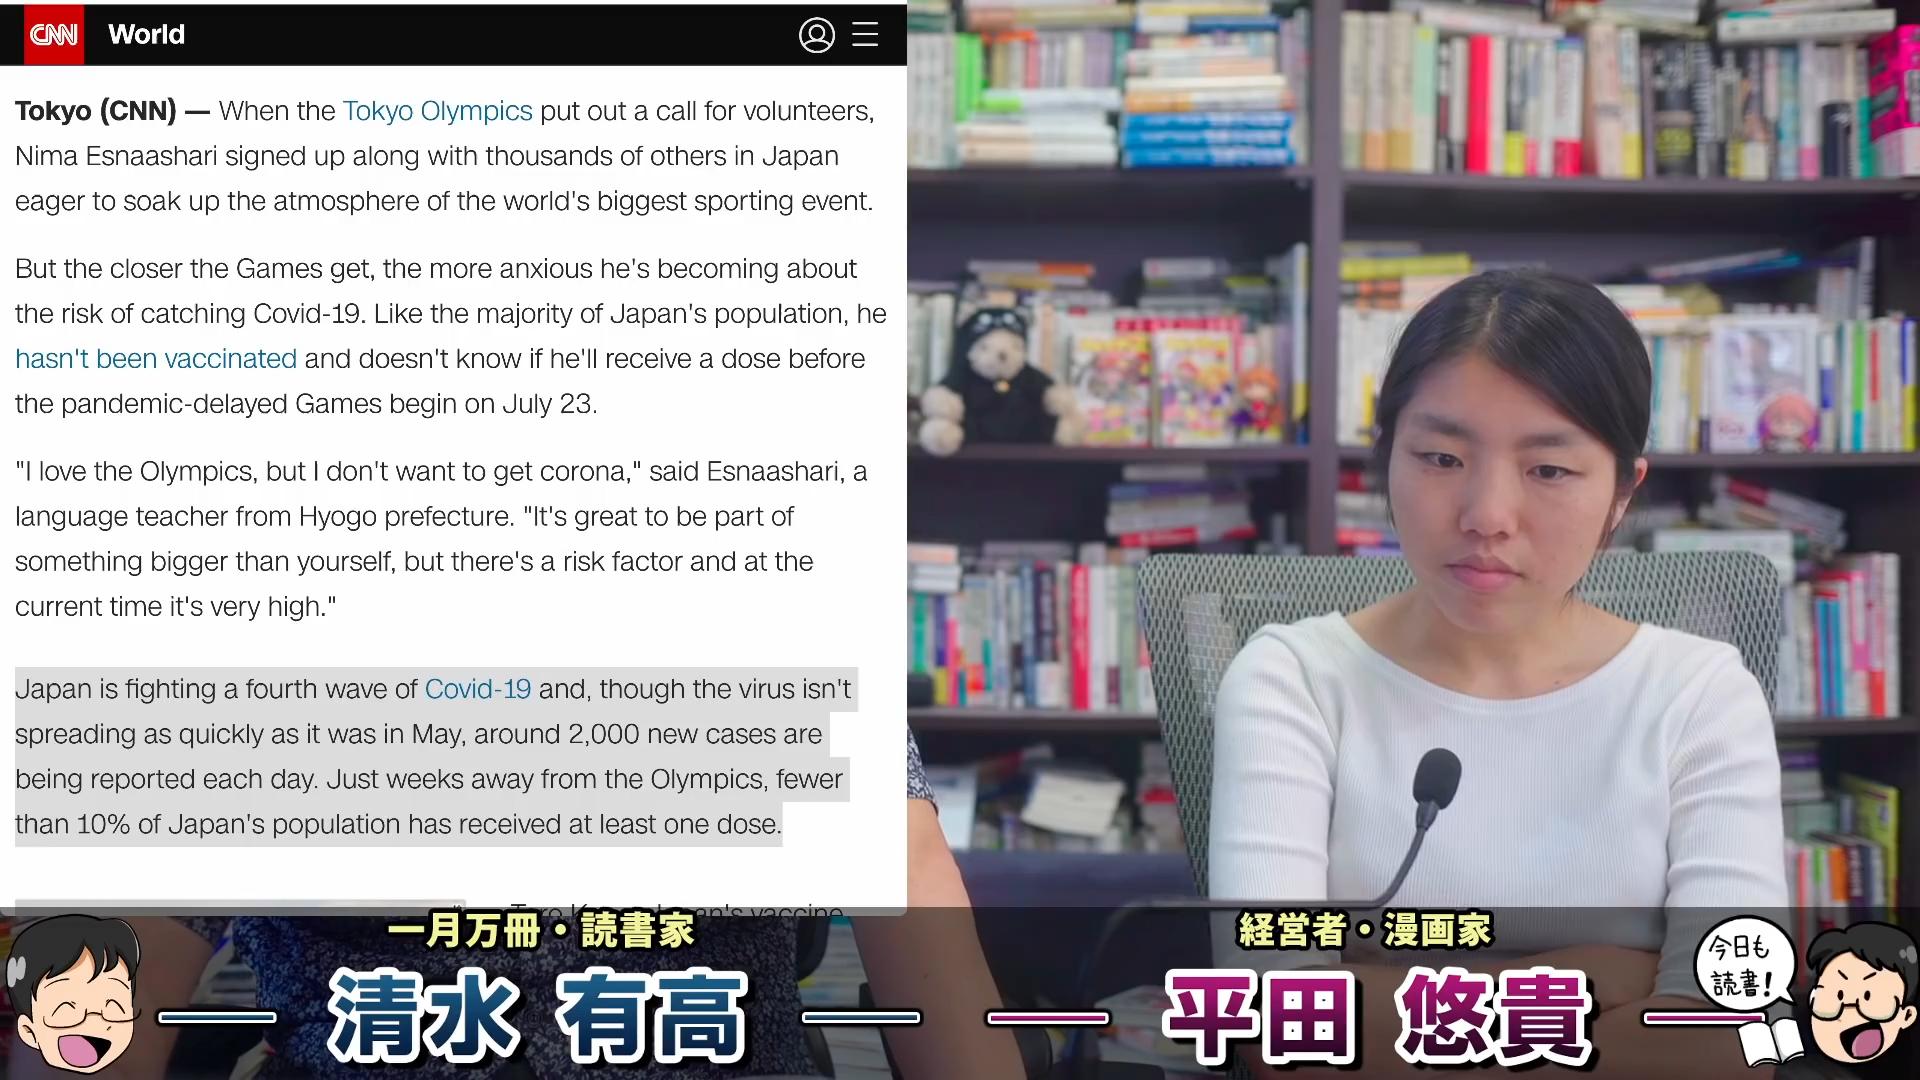 CNN World
Tokyo (CNN) — When the Tokyo Olympics put out a call for volunteers,
Nima Esnaashari signed up along with thousands of others in Japan
eager to soak up the atmosphere of the world's biggest sporting event.
But the closer the Games get, the more anxious he's becoming about
the risk of catching Covid-19. Like the majority of Japan's population, he
hasn't been vaccinated and doesn't know if he'll receive a dose before
the pandemic-delayed Games begin on July 23.
"I love the Olympics, but I don't want to get corona," said Esnaashari, a
language teacher from Hyogo prefecture. "It's great to be part of
something bigger than yourself, but there's a risk factor and at the
current time it's very high."
Japan is fighting a fourth wave of Covid-19 and, though the virus isn't
spreading as quickly as it was in May, around 2,000 new cases are
being reported each day. Just weeks away from the Olympics, fewer
than 10% of Japan's population has received at least one dose.
一月万冊・読書家
清水 有高
経営者・漫画家
平田 悠貴
今日も
読書!